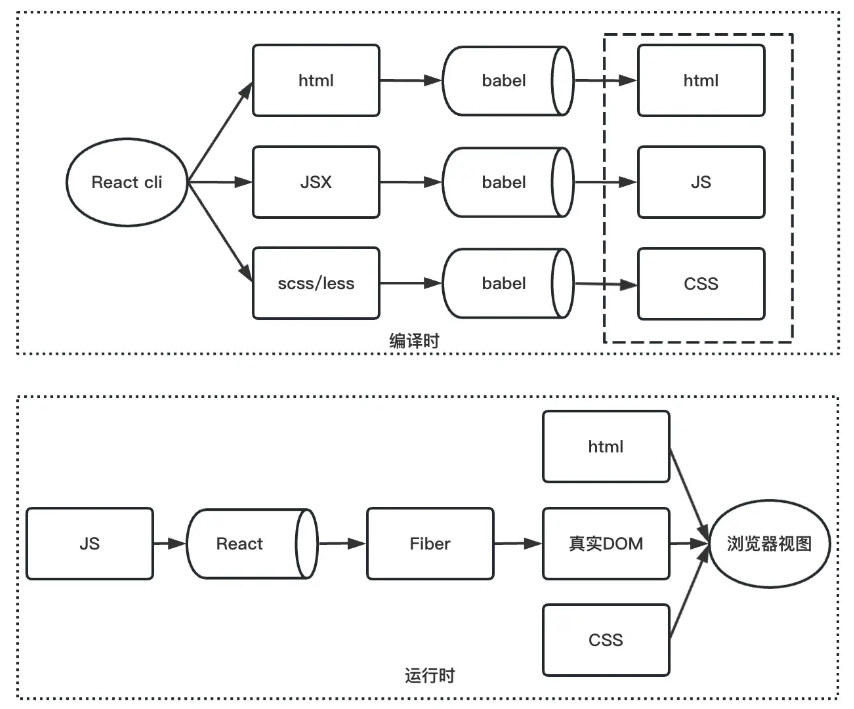 html
babel
html
React cli
JSX
babel
JS
scss/less
babel
CSS
编译时
html
JS
React
Fiber
真实DOM
浏览器视图
CSS
运行时